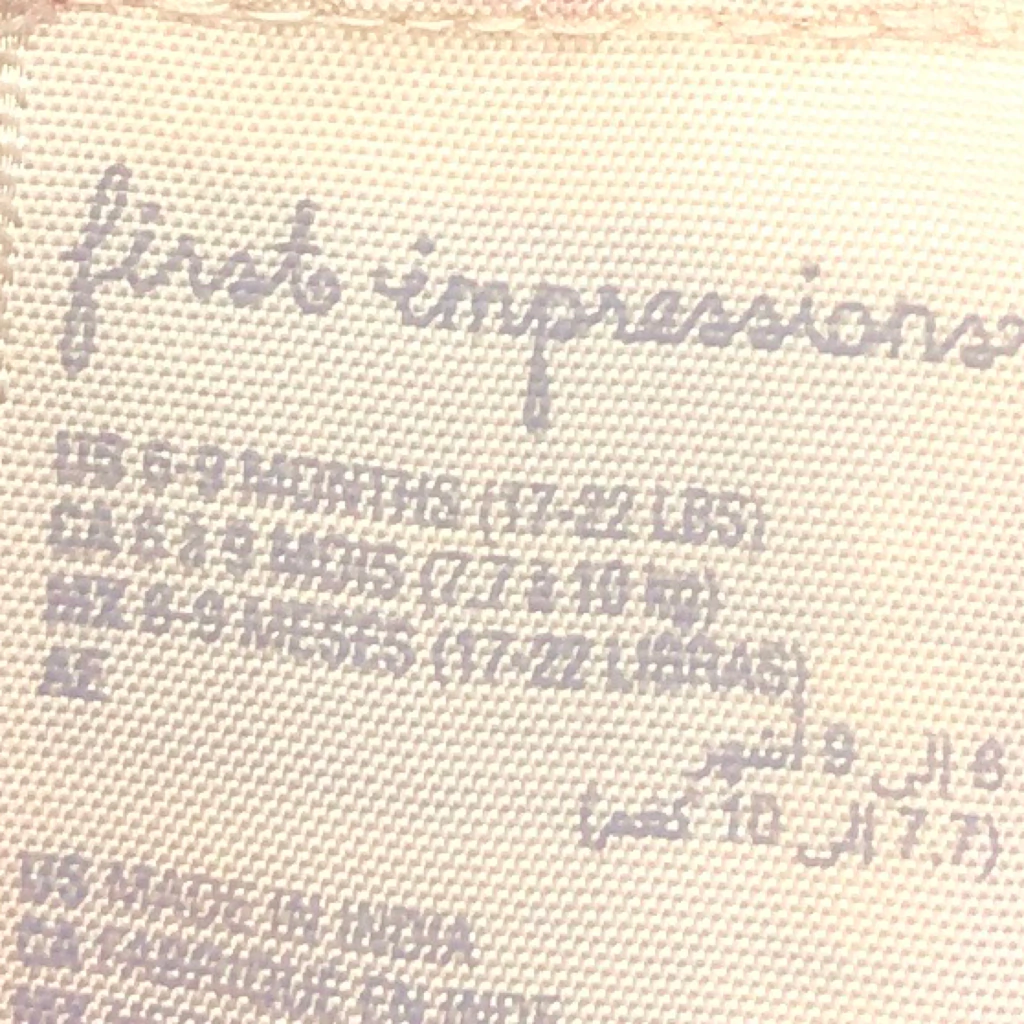 first impressions
US 6-9 MONTHS (17-22 LBS)
CA 6 À 9 MOIS (7.7 à 10 kg)
MX 6-9 MESES (17-22 LIBRAS)
AE
6 إلى 9 أشهر
(7.7 إلى 10 كغم)
US MADE IN INDIA
CA FABRIQUÉ EN INDE